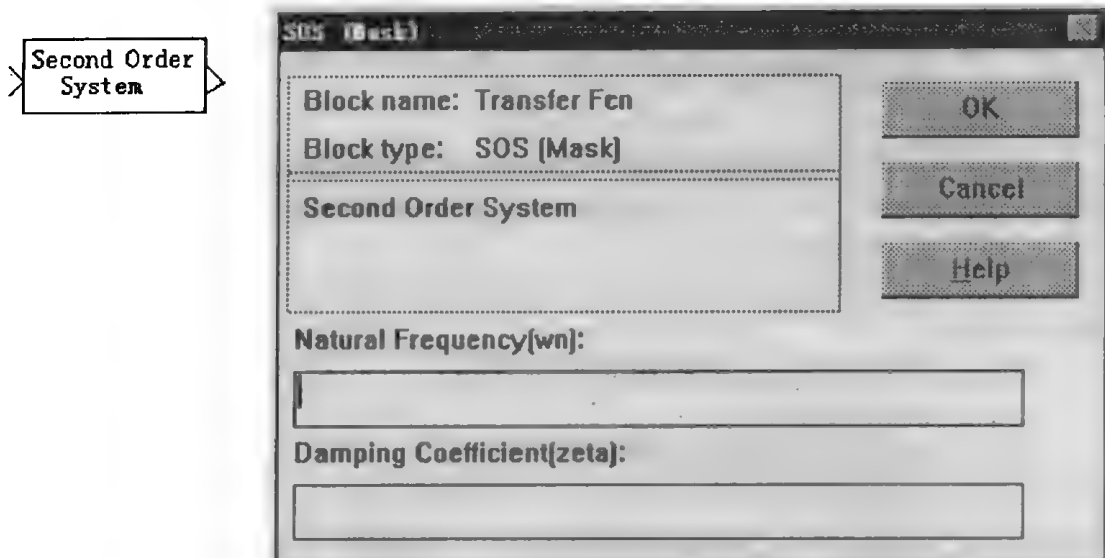 Second Order
System
SOS (Mask)
Block name: Transfer Fcn
Block type: SOS (Mask)
Second Order System
OK
Cancel
Help
Natural Frequency(wn):
Damping Coefficient(zeta):